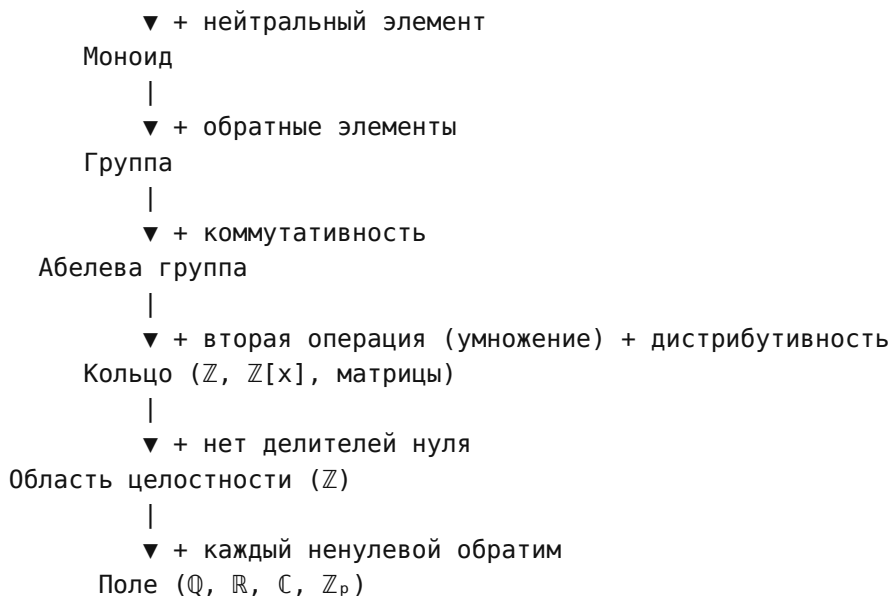 ▼ + нейтральный элемент
Моноид
|
▼ + обратные элементы
Группа
|
▼ + коммутативность
Абелева группа
|
▼ + вторая операция (умножение) + дистрибутивность
Кольцо (ℤ, ℤ[x], матрицы)
|
▼ + нет делителей нуля
Область целостности (ℤ)
|
▼ + каждый ненулевой обратим
Поле (ℚ, ℝ, ℂ, ℤₚ)